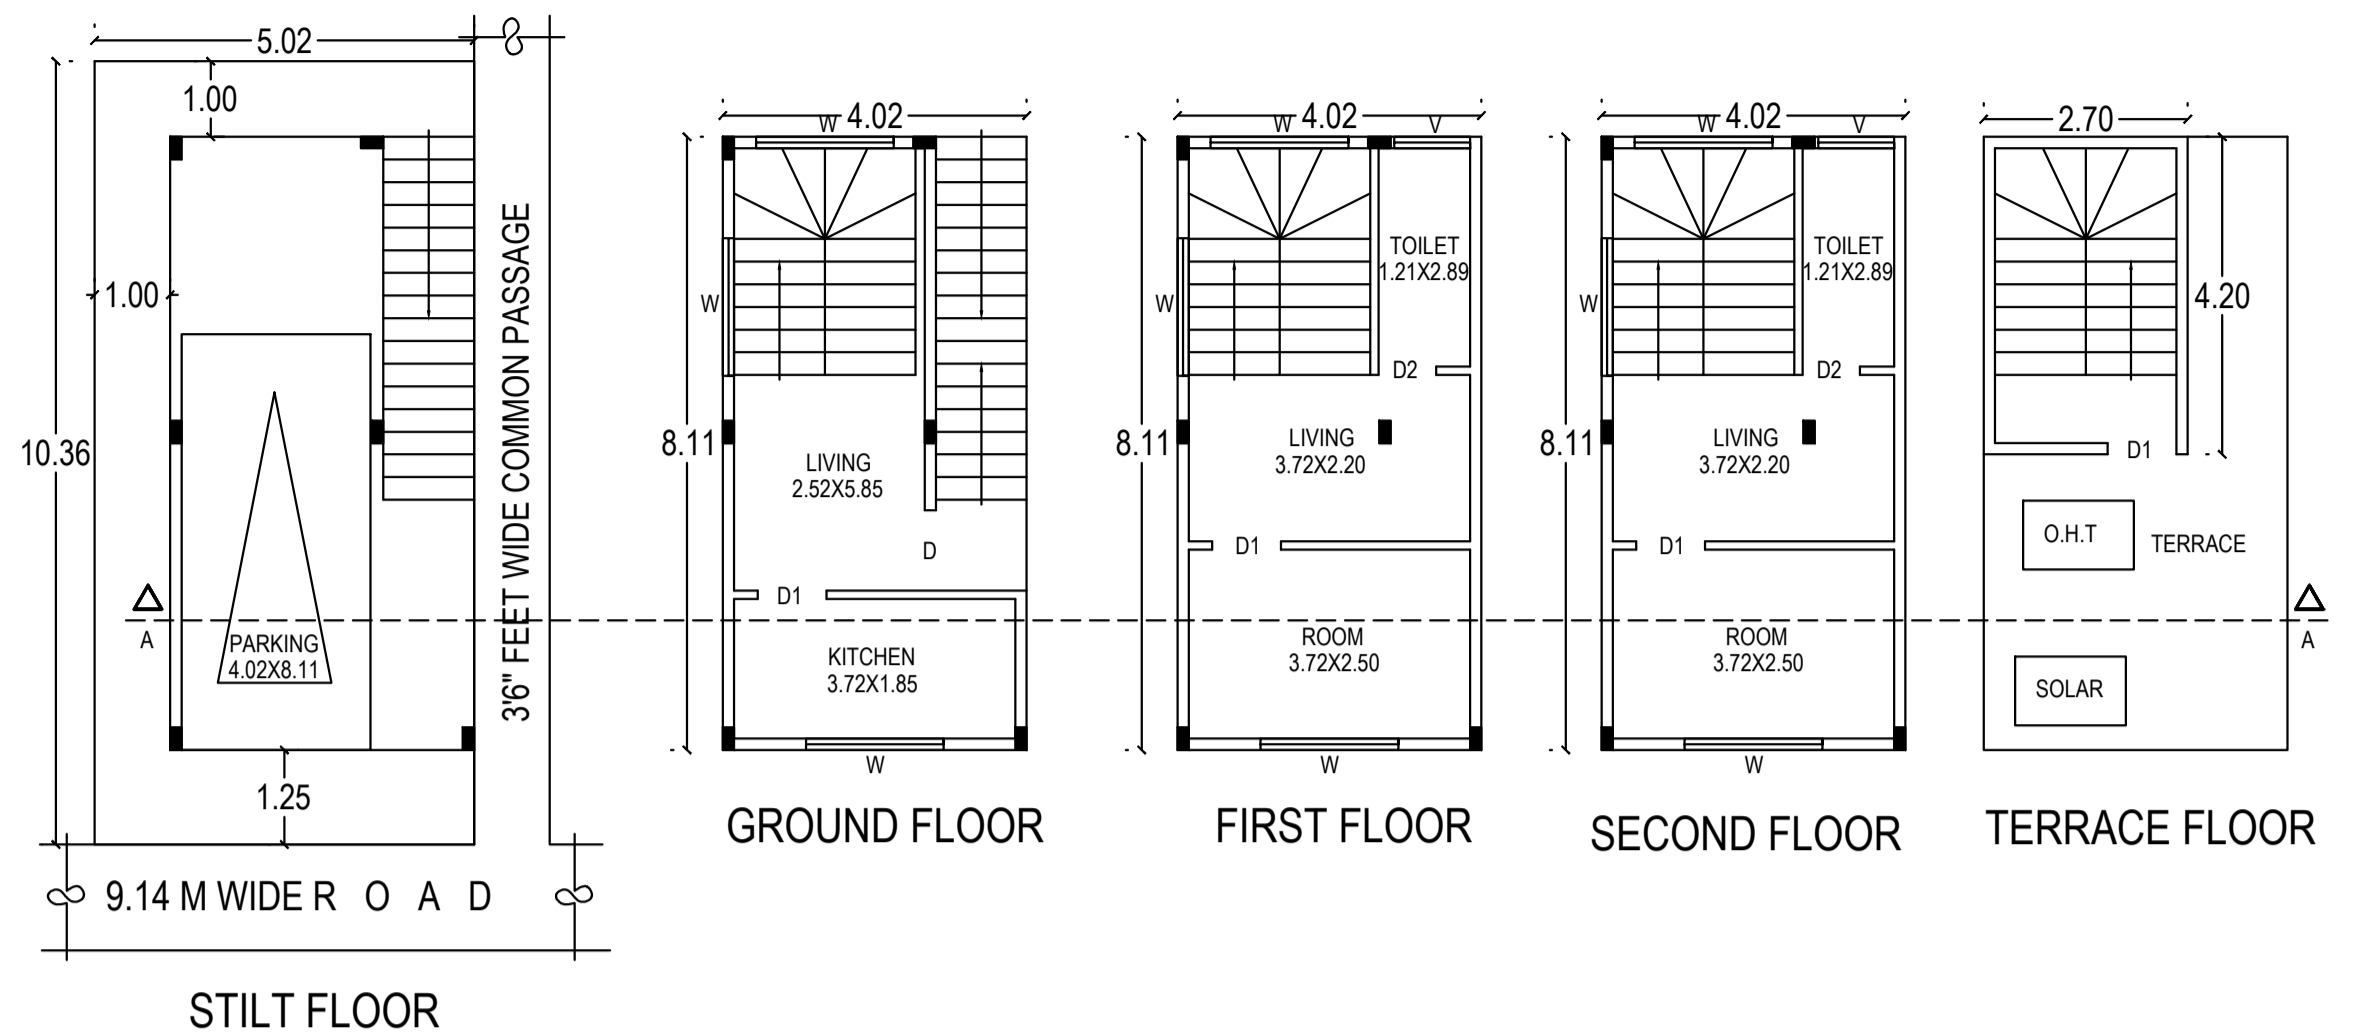 5.02
1.00
10.36
1.00
3'6" FEET WIDE COMMON PASSAGE
A
PARKING
4.02X8.11
1.25
9.14 M WIDE R O A D
STILT FLOOR
4.02
W
W
8.11
LIVING
2.52X5.85
D
D1
KITCHEN
3.72X1.85
W
GROUND FLOOR
4.02
W
V
TOILET
1.21X2.89
W
D2
8.11
LIVING
3.72X2.20
D1
ROOM
3.72X2.50
W
FIRST FLOOR
4.02
W
V
TOILET
1.21X2.89
W
D2
8.11
LIVING
3.72X2.20
D1
ROOM
3.72X2.50
W
SECOND FLOOR
2.70
4.20
D1
O.H.T
TERRACE
A
SOLAR
TERRACE FLOOR